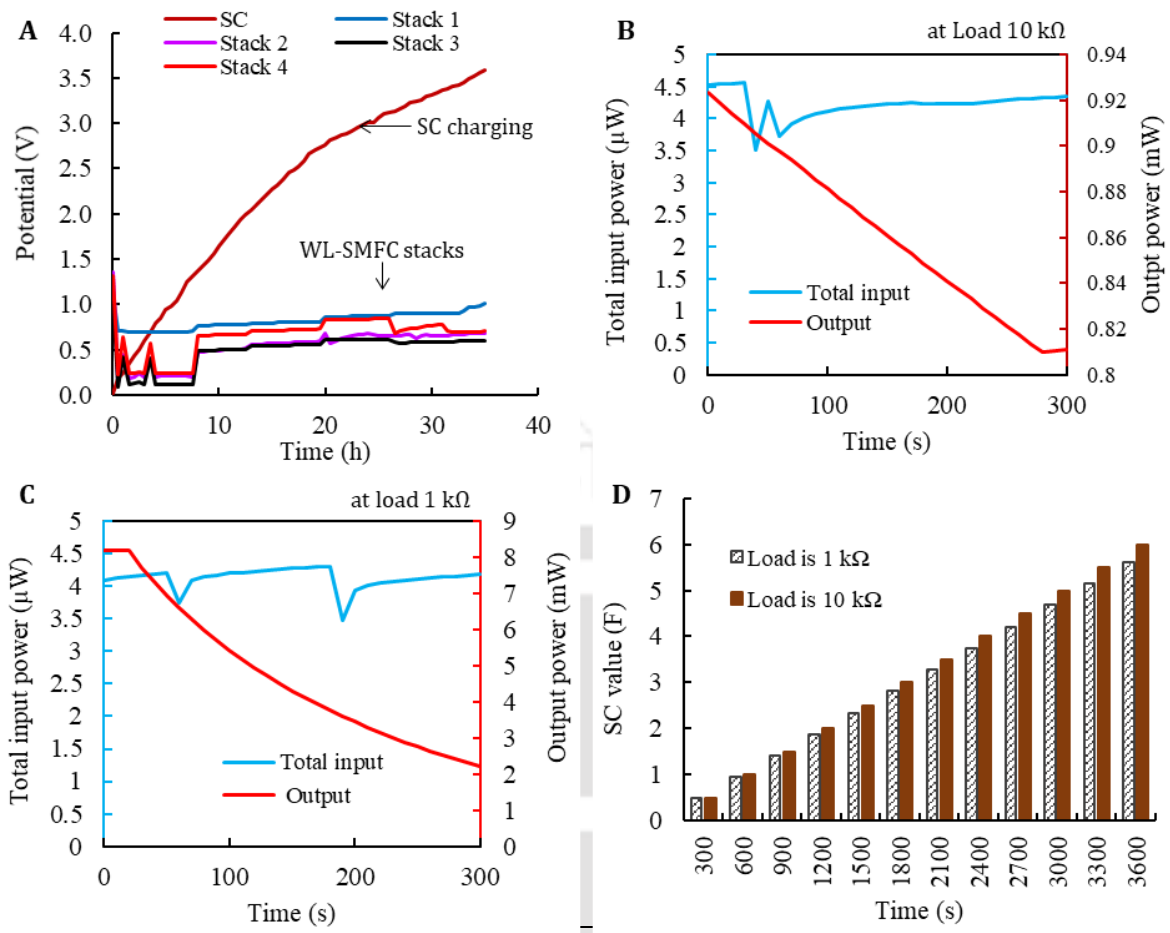 A
SC
Stack 1
Stack 2
Stack 3
Stack 4
4.0
3.5
3.0
2.5
2.0
1.5
1.0
0.5
0.0
Potential (V)
SC charging
WL-SMFC stacks
0 10 20 30 40
Time (h)
B
at Load 10 kΩ
5
4.5
4
3.5
3
2.5
2
1.5
1
0.5
0
Total input power (µW)
Total input
Output
0.94
0.92
0.9
0.88
0.86
0.84
0.82
0.8
Outpt power (mW)
0 100 200 300
Time (s)
C
at load 1 kΩ
5
4.5
4
3.5
3
2.5
2
1.5
1
0.5
0
Total input power (µW)
Total input
Output
9
8
7
6
5
4
3
2
1
0
Output power (mW)
0 100 200 300
Time (s)
D
7
6
5
4
3
2
1
0
SC value (F)
Load is 1 kΩ
Load is 10 kΩ
300 600 900 1200 1500 1800 2100 2400 2700 3000 3300 3600
Time (s)